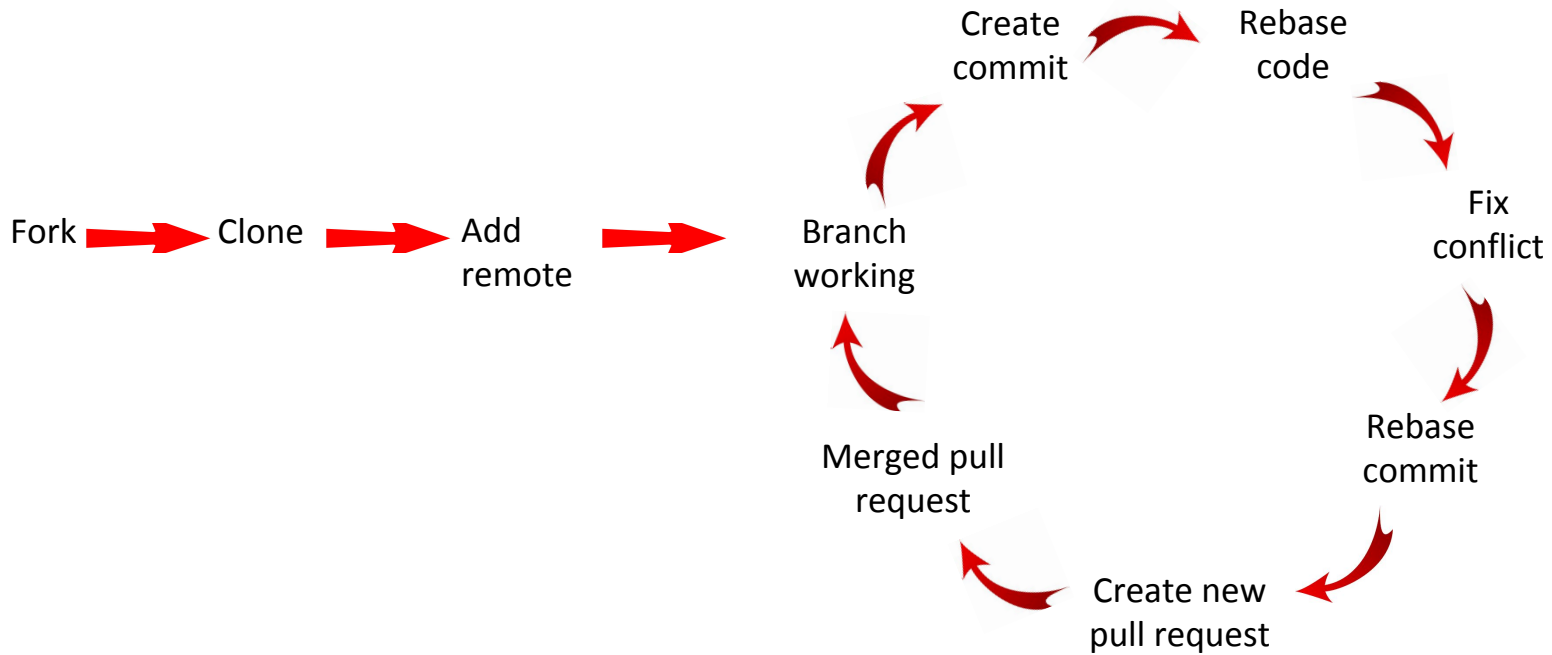 Fork
Clone
Add
remote
Branch
working
Create
commit
Rebase
code
Fix
conflict
Rebase
commit
Create new
pull request
Merged pull
request